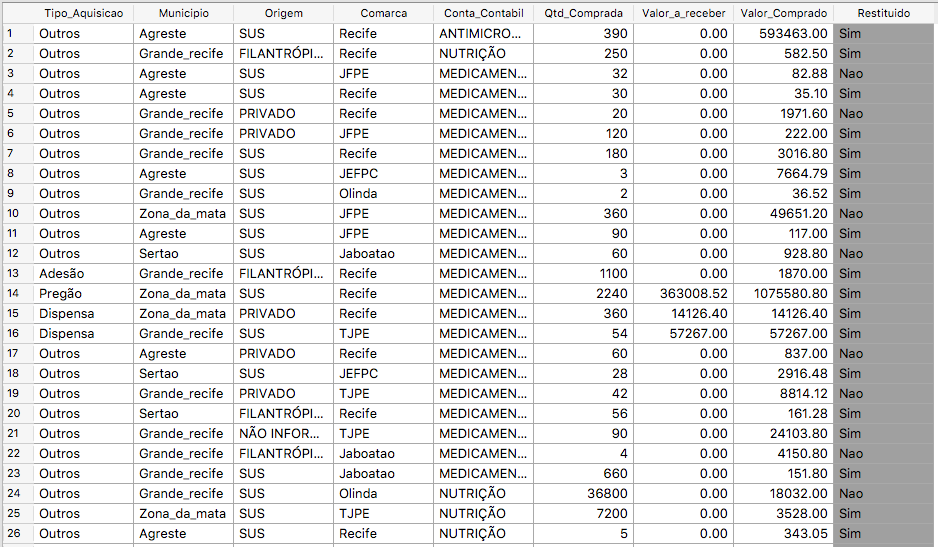 Tipo_Aquisicao Municipio Origem Comarca Conta_Contabil Qtd_Comprada Valor_a_receber Valor_Comprado Restituido
1 Outros Agreste SUS Recife ANTIMICRO... 390 0.00 593463.00 Sim
2 Outros Grande_recife FILANTRÓPI... Recife NUTRIÇÃO 250 0.00 582.50 Sim
3 Outros Agreste SUS JFPE MEDICAMEN... 32 0.00 82.88 Nao
4 Outros Agreste SUS Recife MEDICAMEN... 30 0.00 35.10 Sim
5 Outros Grande_recife PRIVADO Recife MEDICAMEN... 20 0.00 1971.60 Nao
6 Outros Grande_recife PRIVADO JFPE MEDICAMEN... 120 0.00 222.00 Sim
7 Outros Grande_recife SUS Recife MEDICAMEN... 180 0.00 3016.80 Sim
8 Outros Agreste SUS JEFPC MEDICAMEN... 3 0.00 7664.79 Sim
9 Outros Grande_recife SUS Olinda MEDICAMEN... 2 0.00 36.52 Sim
10 Outros Zona_da_mata SUS JFPE MEDICAMEN... 360 0.00 49651.20 Nao
11 Outros Agreste SUS JFPE MEDICAMEN... 90 0.00 117.00 Sim
12 Outros Sertao SUS Jaboatao MEDICAMEN... 60 0.00 928.80 Nao
13 Adesão Grande_recife FILANTRÓPI... Recife MEDICAMEN... 1100 0.00 1870.00 Sim
14 Pregão Zona_da_mata SUS Recife MEDICAMEN... 2240 363008.52 1075580.80 Sim
15 Dispensa Zona_da_mata PRIVADO Recife MEDICAMEN... 360 14126.40 14126.40 Sim
16 Dispensa Grande_recife SUS TJPE MEDICAMEN... 54 57267.00 57267.00 Sim
17 Outros Agreste PRIVADO Recife MEDICAMEN... 60 0.00 837.00 Nao
18 Outros Sertao SUS JEFPC MEDICAMEN... 28 0.00 2916.48 Sim
19 Outros Grande_recife PRIVADO TJPE MEDICAMEN... 42 0.00 8814.12 Nao
20 Outros Sertao FILANTRÓPI... Recife MEDICAMEN... 56 0.00 161.28 Sim
21 Outros Grande_recife NÃO INFOR... TJPE MEDICAMEN... 90 0.00 24103.80 Sim
22 Outros Grande_recife FILANTRÓPI... Jaboatao MEDICAMEN... 4 0.00 4150.80 Nao
23 Outros Grande_recife SUS Jaboatao MEDICAMEN... 660 0.00 151.80 Sim
24 Outros Grande_recife SUS Olinda NUTRIÇÃO 36800 0.00 18032.00 Nao
25 Outros Zona_da_mata SUS TJPE NUTRIÇÃO 7200 0.00 3528.00 Sim
26 Outros Agreste SUS Recife NUTRIÇÃO 5 0.00 343.05 Sim